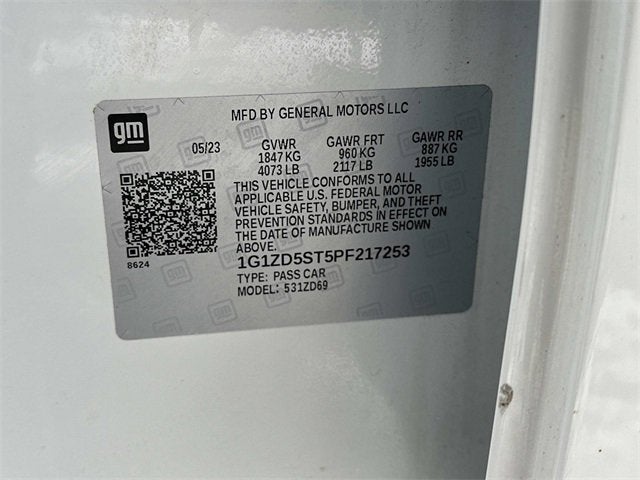 MFD BY GENERAL MOTORS LLC
gm
05/23 GVWR GAWR FRT GAWR RR
1847 KG 960 KG 887 KG
4073 LB 2117 LB 1955 LB
THIS VEHICLE CONFORMS TO ALL
APPLICABLE U.S. FEDERAL MOTOR
VEHICLE SAFETY, BUMPER, AND THEFT
PREVENTION STANDARDS IN EFFECT ON
THE DATE OF MANUFACTURE SHOWN
ABOVE.
8624
1G1ZD5ST5PF217253
TYPE: PASS CAR
MODEL: 531ZD69